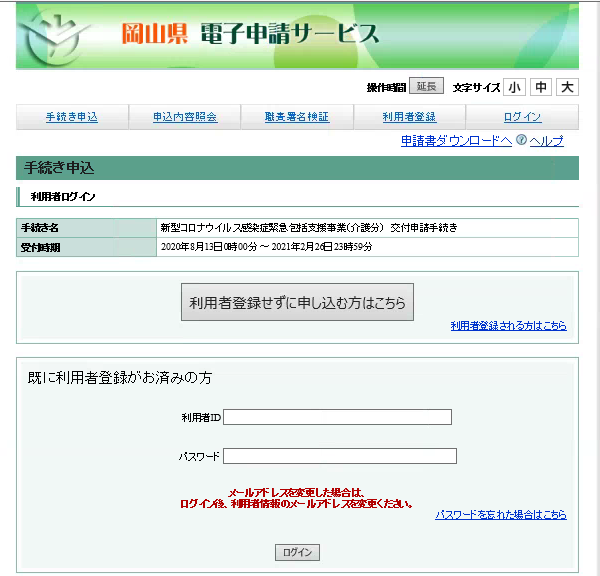 岡山県 電子申請サービス
操作時間 延長 文字サイズ 小 中 大
手続き申込 申込内容照会 職責署名検証 利用者登録 ログイン
申請書ダウンロードへ ヘルプ
手続き申込
利用者ログイン
手続き名 新型コロナウイルス感染症緊急包括支援事業(介護分) 交付申請手続き
受付時期 2020年8月13日0時00分 ～ 2021年2月26日23時59分
利用者登録せずに申し込む方はこちら
利用者登録される方はこちら
既に利用者登録がお済みの方
利用者ID
パスワード
メールアドレスを変更した場合は、
ログイン後、利用者情報のメールアドレスを変更ください。
パスワードを忘れた場合はこちら
ログイン